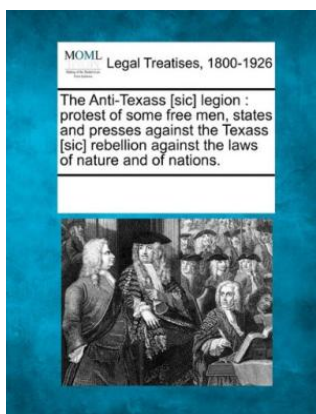 MOML
Legal Treatises, 1800-1926
The Anti-Texass [sic] legion :
protest of some free men, states
and presses against the Texass
[sic] rebellion against the laws
of nature and of nations.